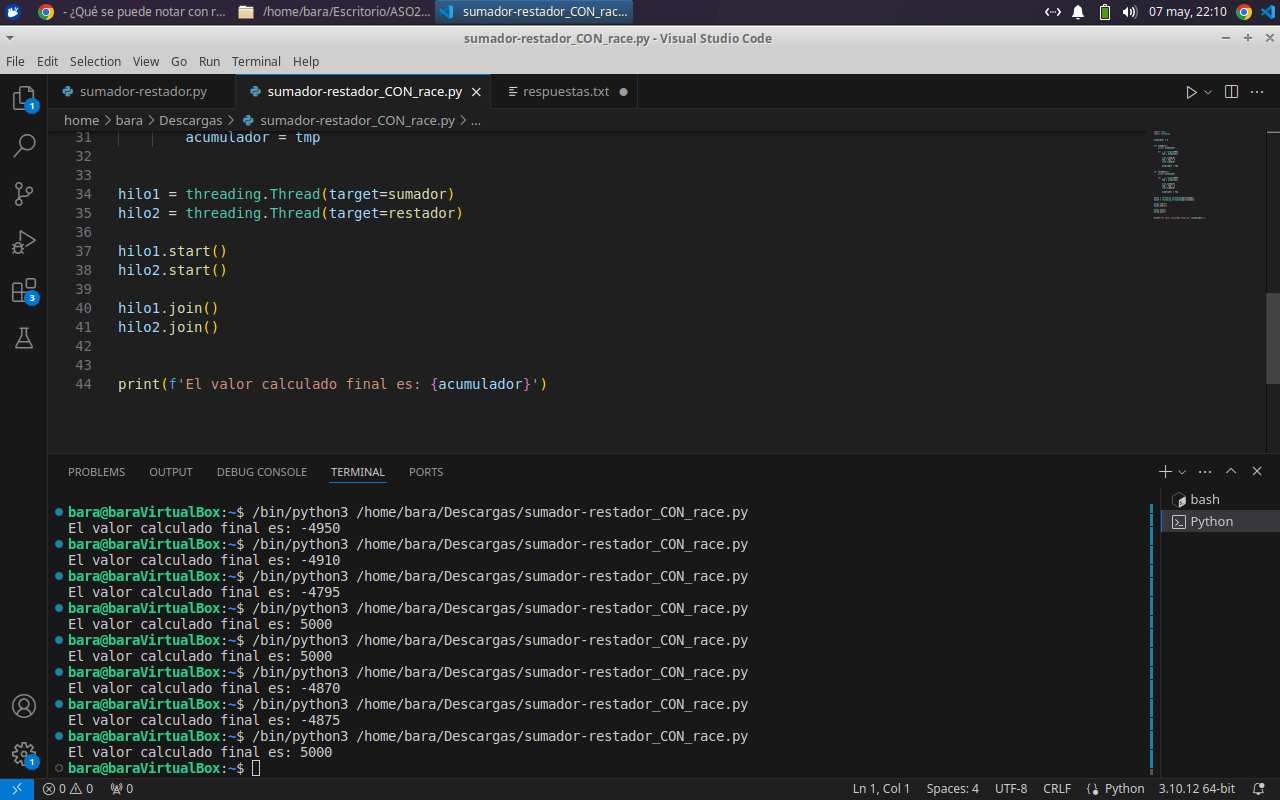 - ¿Qué se puede notar con r...
/home/bara/Escritorio/ASO2...
sumador-restador_CON_rac...
07 may, 22:10
sumador-restador_CON_race.py - Visual Studio Code
File Edit Selection View Go Run Terminal Help
sumador-restador.py
sumador-restador_CON_race.py
respuestas.txt
home > bara > Descargas > sumador-restador_CON_race.py > ...
31 acumulador = tmp
32
33
34 hilo1 = threading.Thread(target=sumador)
35 hilo2 = threading.Thread(target=restador)
36
37 hilo1.start()
38 hilo2.start()
39
40 hilo1.join()
41 hilo2.join()
42
43
44 print(f'El valor calculado final es: {acumulador}')
1
3
1
PROBLEMS OUTPUT DEBUG CONSOLE TERMINAL PORTS
bash
Python
bara@baraVirtualBox:~$ /bin/python3 /home/bara/Descargas/sumador-restador_CON_race.py
El valor calculado final es: -4950
bara@baraVirtualBox:~$ /bin/python3 /home/bara/Descargas/sumador-restador_CON_race.py
El valor calculado final es: -4910
bara@baraVirtualBox:~$ /bin/python3 /home/bara/Descargas/sumador-restador_CON_race.py
El valor calculado final es: -4795
bara@baraVirtualBox:~$ /bin/python3 /home/bara/Descargas/sumador-restador_CON_race.py
El valor calculado final es: 5000
bara@baraVirtualBox:~$ /bin/python3 /home/bara/Descargas/sumador-restador_CON_race.py
El valor calculado final es: 5000
bara@baraVirtualBox:~$ /bin/python3 /home/bara/Descargas/sumador-restador_CON_race.py
El valor calculado final es: -4870
bara@baraVirtualBox:~$ /bin/python3 /home/bara/Descargas/sumador-restador_CON_race.py
El valor calculado final es: -4875
bara@baraVirtualBox:~$ /bin/python3 /home/bara/Descargas/sumador-restador_CON_race.py
El valor calculado final es: 5000
bara@baraVirtualBox:~$
0 0 0
Ln 1, Col 1 Spaces: 4 UTF-8 CRLF Python 3.10.12 64-bit